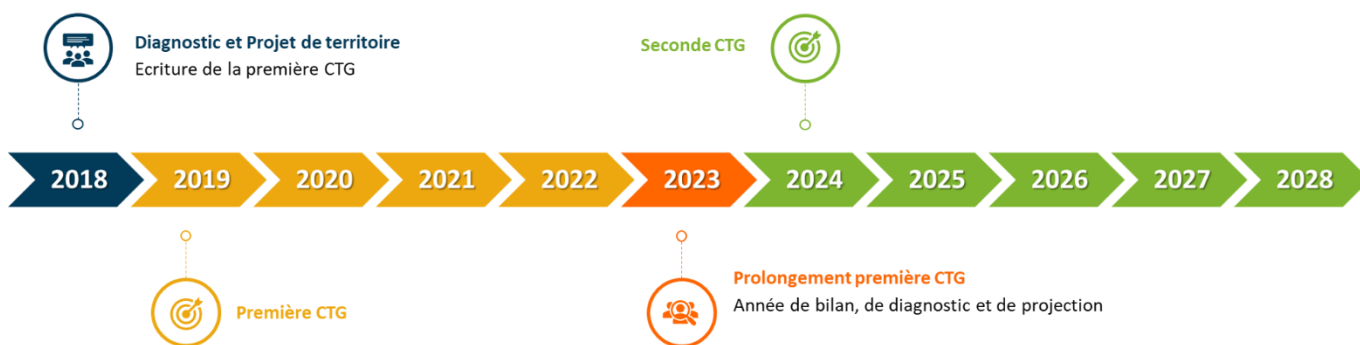 Diagnostic et Projet de territoire
Ecriture de la première CTG
Seconde CTG
2018 2019 2020 2021 2022 2023 2024 2025 2026 2027 2028
Première CTG
Prolongement première CTG
Année de bilan, de diagnostic et de projection